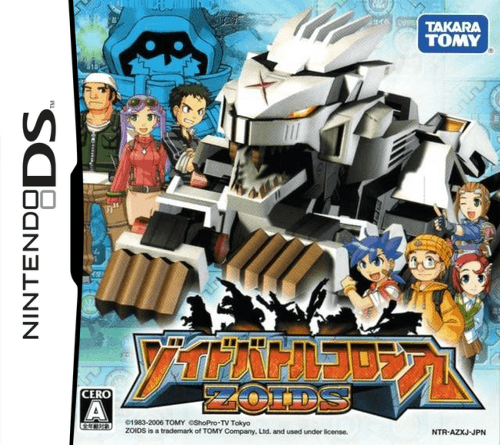 NINTENDO DS™
TAKARA
TOMY
ゾイドバトルコロシアム
ZOIDS
CERO
A
全年齢対象
©1983-2006 TOMY ©ShoPro・TV Tokyo
ZOIDS is a trademark of TOMY Company, Ltd. and used under license.
NTR-AZXJ-JPN